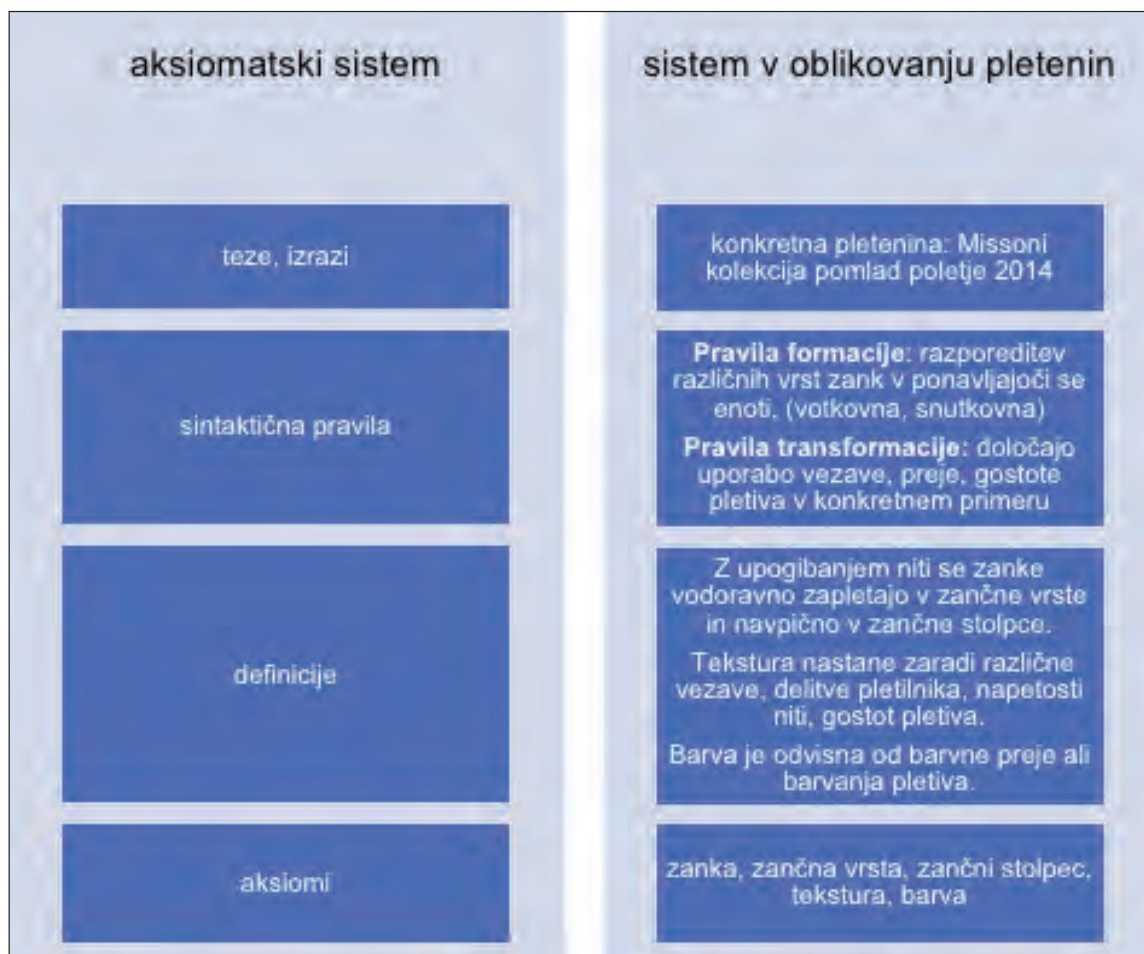 aksiomatski sistem
sistem v oblikovanju pletenin
teze, izrazi
konkretna pletenina: Missoni
kolekcija pomlad poletje 2014
sintaktična pravila
Pravila formacije: razporeditev
različnih vrst zank v ponavljajoči se
enoti, (votkovna, snutkovna)
Pravila transformacije: določajo
uporabo vezave, preje, gostote
pletiva v konkretnem primeru
definicije
Z upogibanjem niti se zanke
vodoravno zapletajo v zančne vrste
in navpično v zančne stolpce.
Tekstura nastane zaradi različne
vezave, delitve pletilnika, napetosti
niti, gostot pletiva.
Barva je odvisna od barvne preje ali
barvanja pletiva.
aksiomi
zanka, zančna vrsta, zančni stolpec,
tekstura, barva